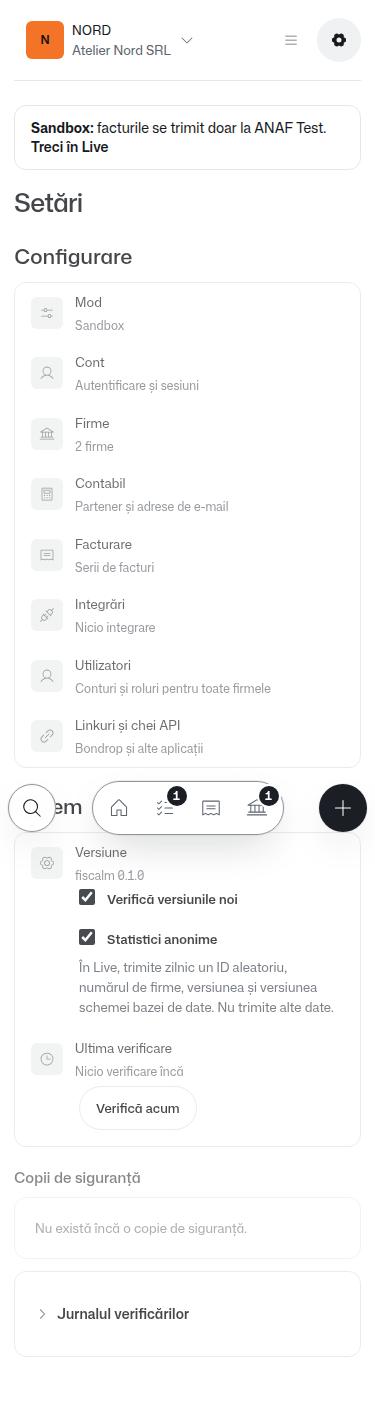 N
NORD
Atelier Nord SRL
Sandbox: facturile se trimit doar la ANAF Test.
Treci în Live
Setări
Configurare
Mod
Sandbox
Cont
Autentificare și sesiuni
Firme
2 firme
Contabil
Partener și adrese de e-mail
Facturare
Serii de facturi
Integrări
Nicio integrare
Utilizatori
Conturi și roluri pentru toate firmele
Linkuri și chei API
Bondrop și alte aplicații
em
1
1
Versiune
fiscalm 0.1.0
Verifică versiunile noi
Statistici anonime
În Live, trimite zilnic un ID aleatoriu,
numărul de firme, versiunea și versiunea
schemei bazei de date. Nu trimite alte date.
Ultima verificare
Nicio verificare încă
Verifică acum
Copii de siguranță
Nu există încă o copie de siguranță.
Jurnalul verificărilor